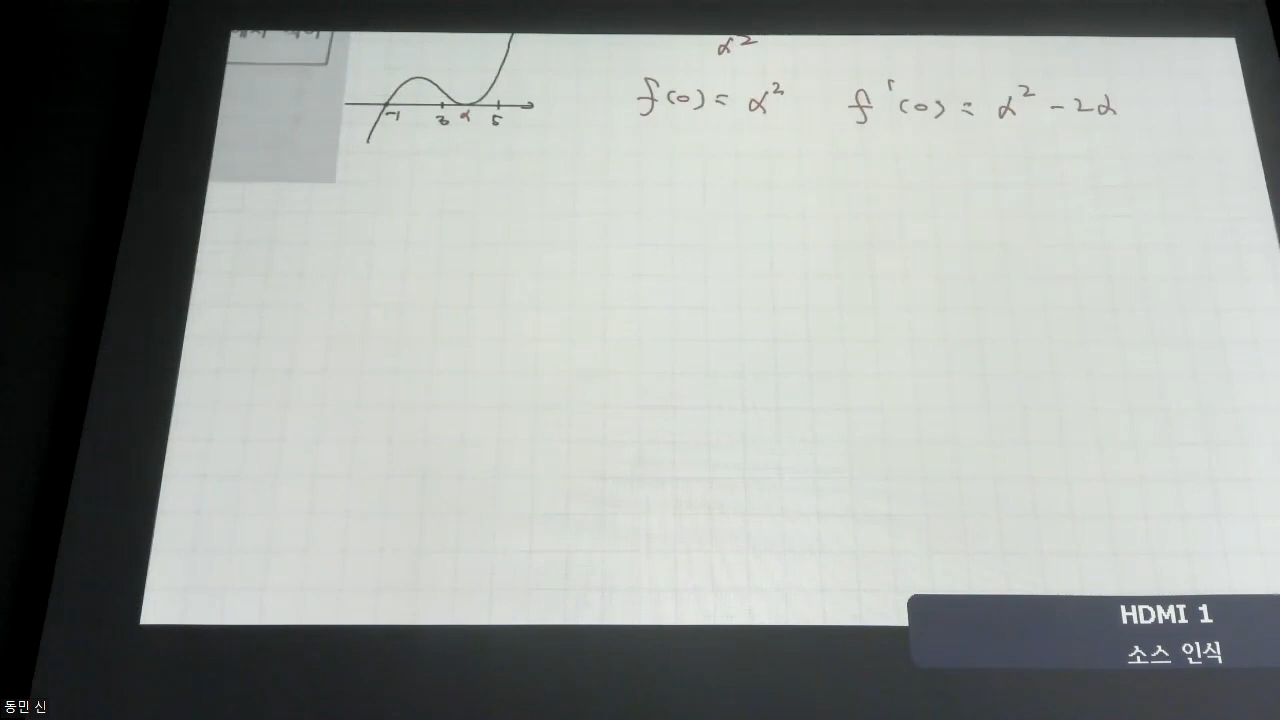 α²
f(0) = α² f'(0) = α² - 2α
-1 3 α 5
HDMI 1
소스 인식
동민 신